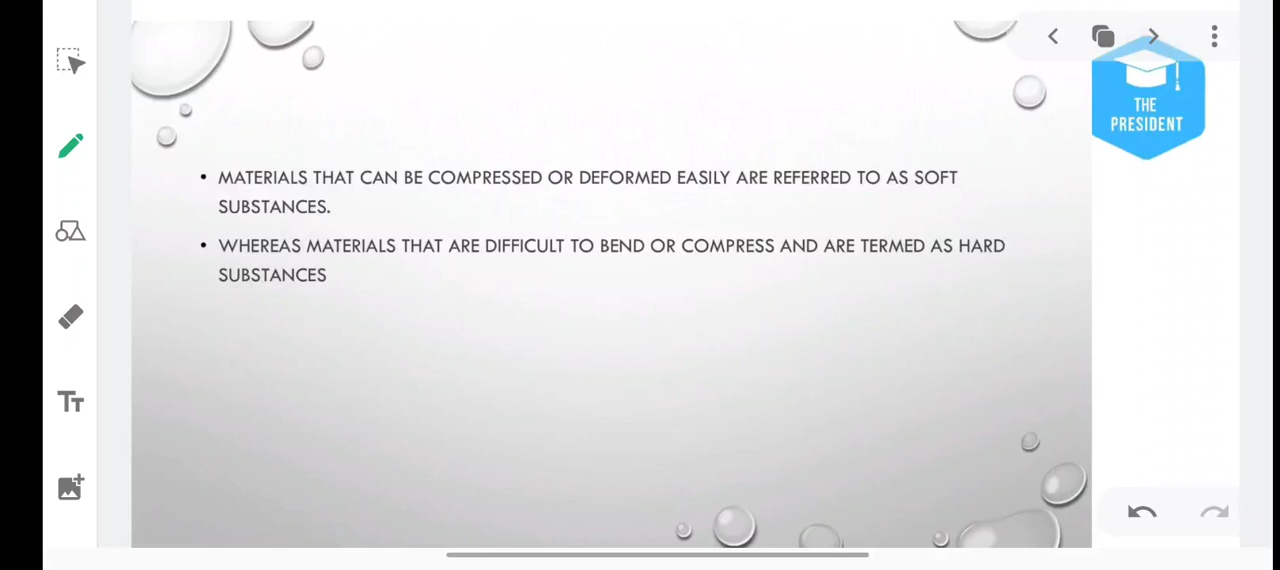 THE
PRESIDENT
• MATERIALS THAT CAN BE COMPRESSED OR DEFORMED EASILY ARE REFERRED TO AS SOFT
SUBSTANCES.
• WHEREAS MATERIALS THAT ARE DIFFICULT TO BEND OR COMPRESS AND ARE TERMED AS HARD
SUBSTANCES
TT